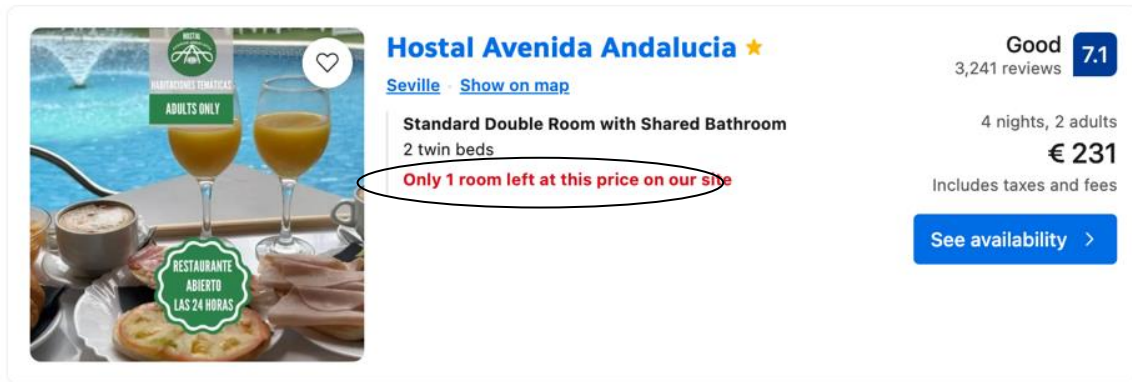 HOSTAL
HABITACIONES TEMÁTICAS
ADULTS ONLY
RESTAURANTE
ABIERTO
LAS 24 HORAS
Hostal Avenida Andalucia
Seville · Show on map
Standard Double Room with Shared Bathroom
2 twin beds
Only 1 room left at this price on our site
Good 7.1
3,241 reviews
4 nights, 2 adults
€ 231
Includes taxes and fees
See availability